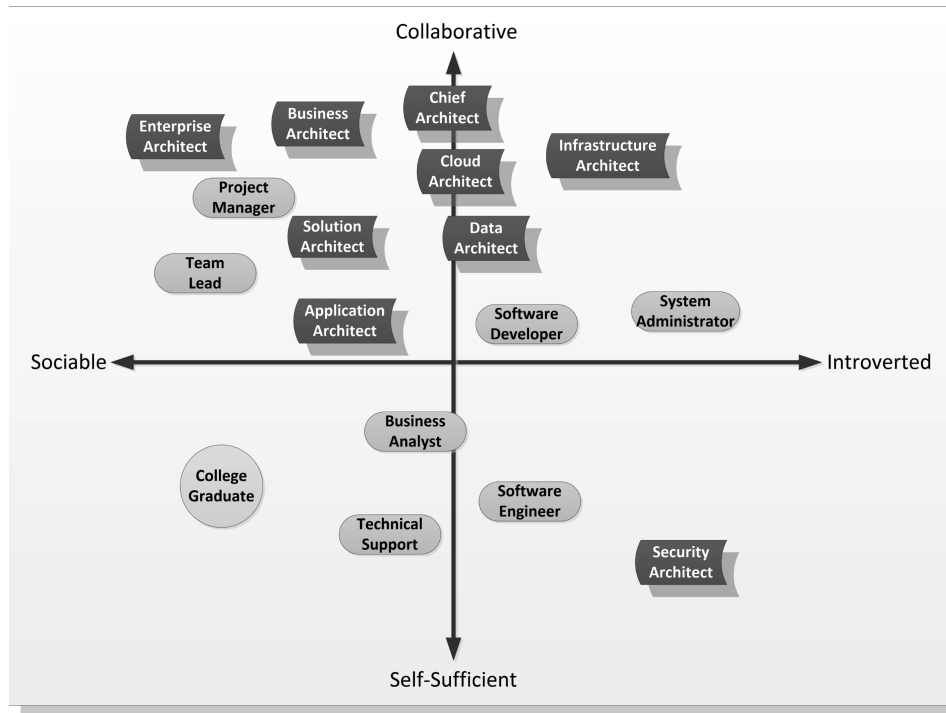 Collaborative
Chief
Architect
Business
Architect
Enterprise
Architect
Infrastructure
Architect
Cloud
Architect
Project
Manager
Solution
Architect
Data
Architect
Team
Lead
Application
Architect
Software
Developer
System
Administrator
Sociable
Introverted
Business
Analyst
College
Graduate
Software
Engineer
Technical
Support
Security
Architect
Self-Sufficient